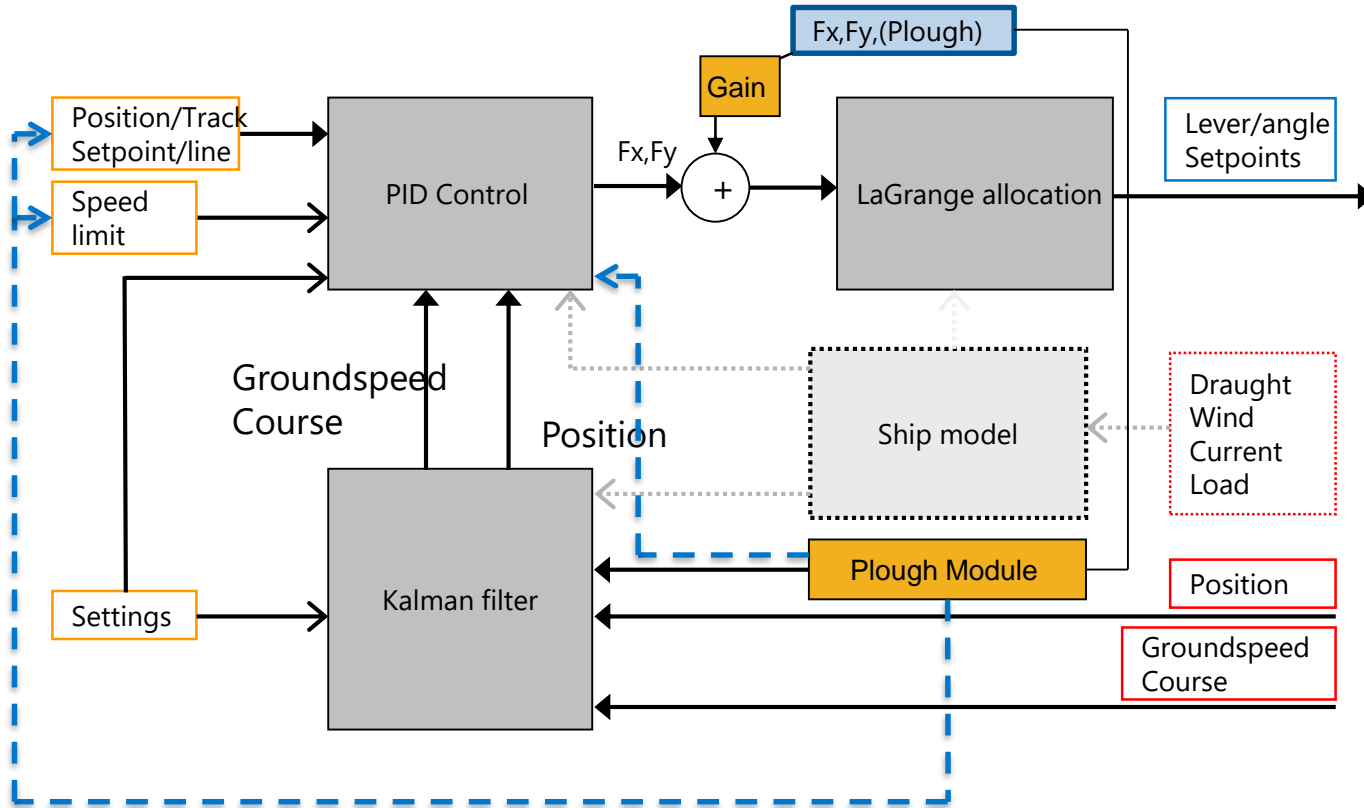 Fx,Fy,(Plough)
Gain
Position/Track
Setpoint/line
Fx,Fy
Lever/angle
Setpoints
PID Control
+
LaGrange allocation
Speed
limit
Groundspeed
Course
Position
Ship model
Draught
Wind
Current
Load
Plough Module
Settings
Kalman filter
Position
Groundspeed
Course